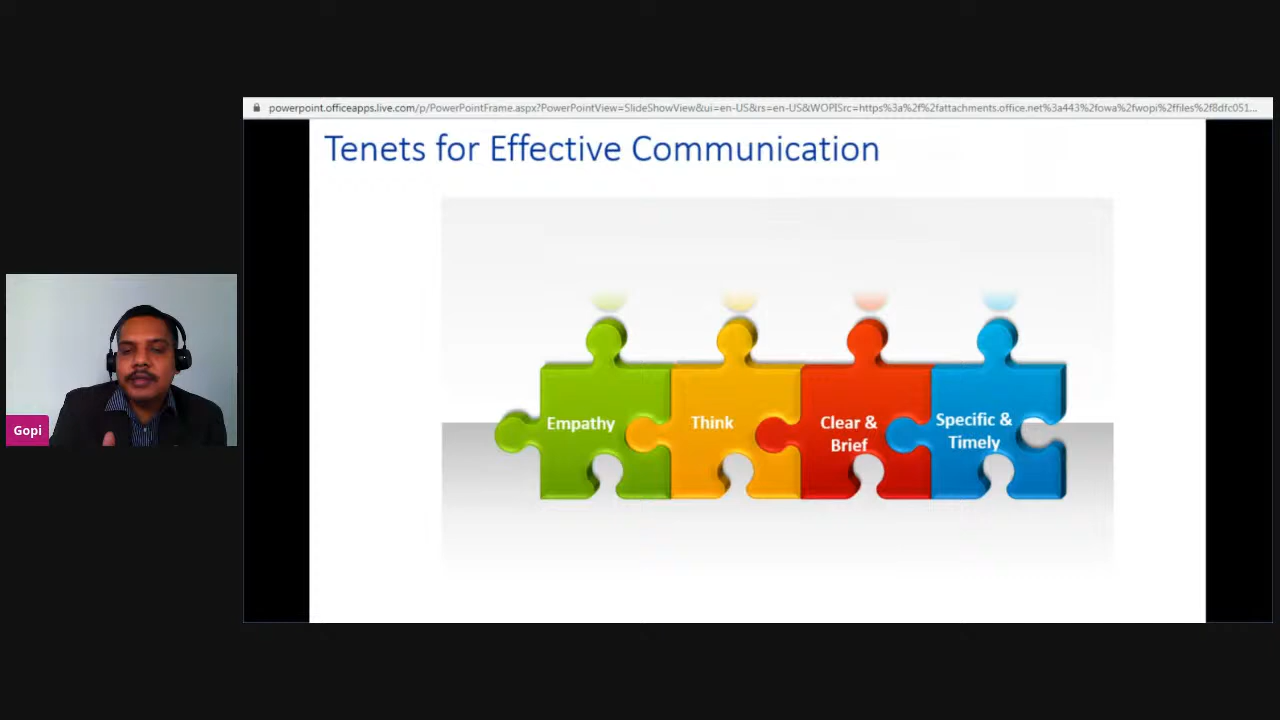 powerpoint.officeapps.live.com/p/PowerPointFrame.aspx?PowerPointView=SlideShowView&ui=en-US&rs=en-US&WOPISrc=https%3a%2f%2fattachments.office.net%3a443%2fowa%2fwopi%2ffiles%2f8dfc051...
Tenets for Effective Communication
Empathy
Think
Clear &
Brief
Specific &
Timely
Gopi